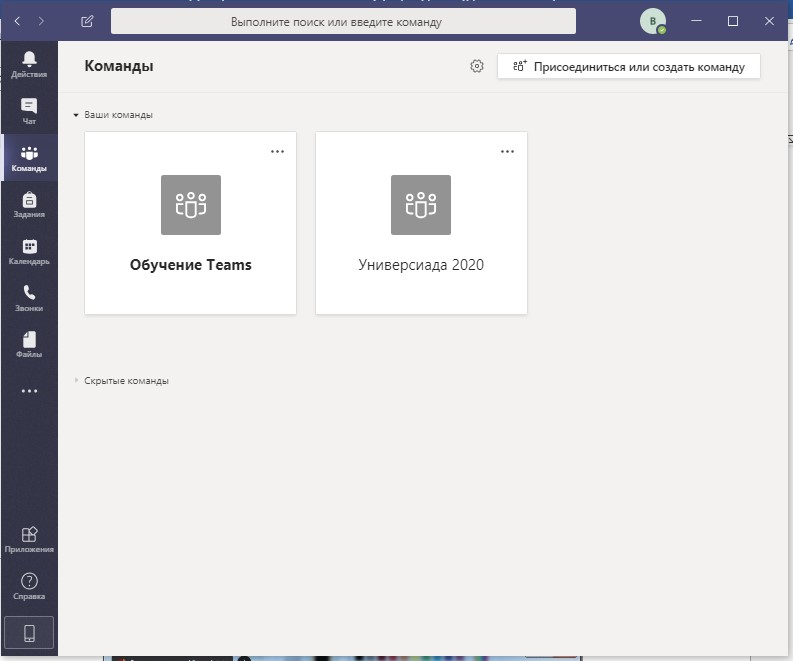 Выполните поиск или введите команду
В
Действия
Чат
Команды
Задания
Календарь
Звонки
Файлы
Приложения
Справка
Команды
Присоединиться или создать команду
Ваши команды
Обучение Teams
Универсиада 2020
Скрытые команды